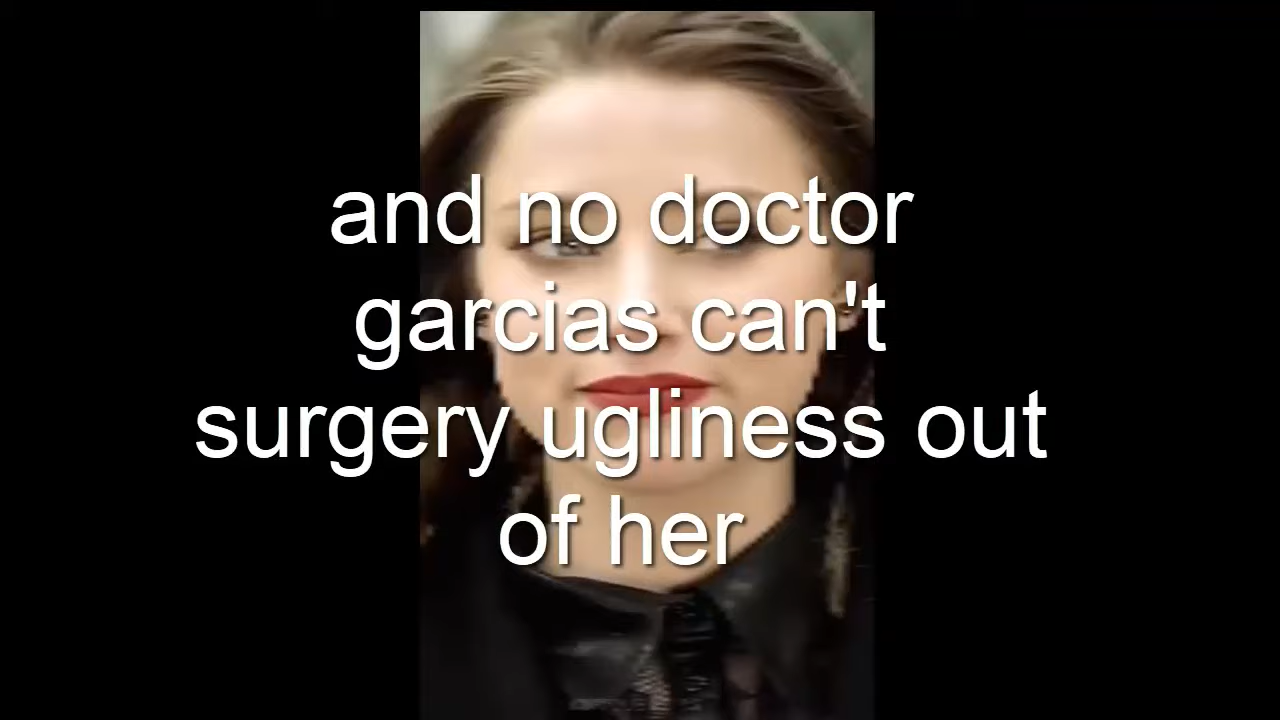 and no doctor
garcias can't
surgery ugliness out
of her